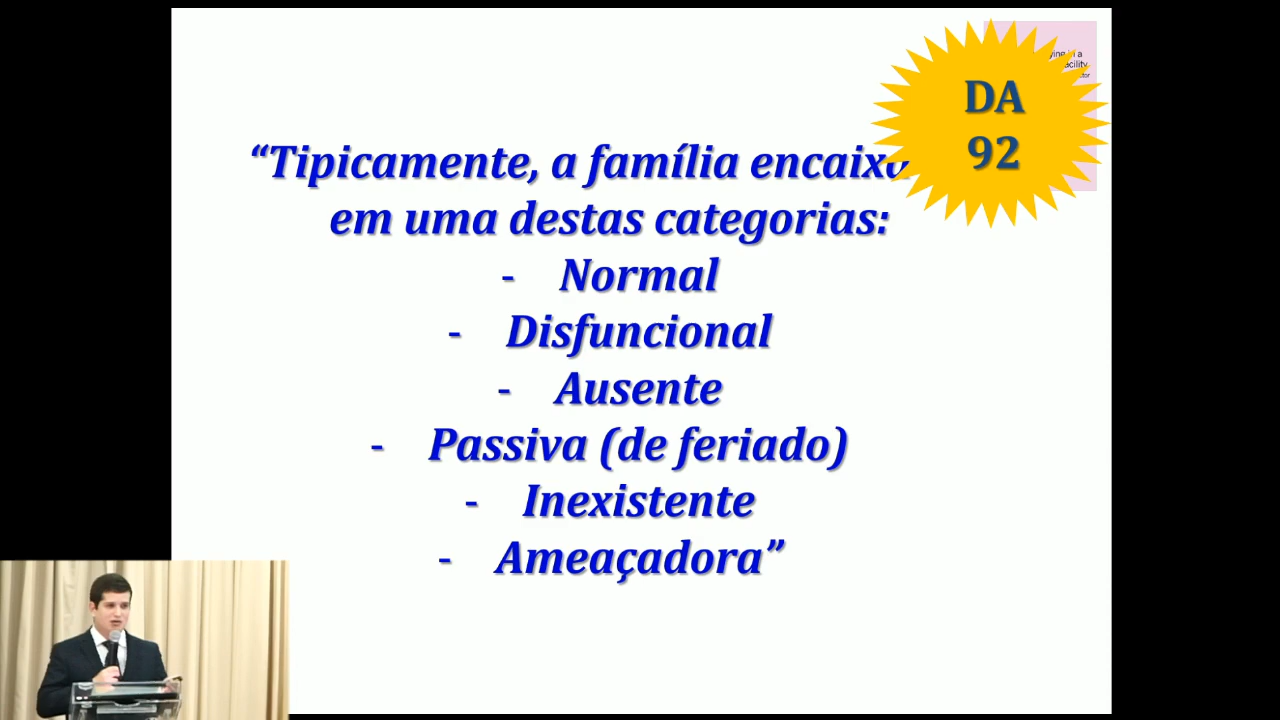 DA
92
“Tipicamente, a família encaixa
em uma destas categorias:
- Normal
- Disfuncional
- Ausente
- Passiva (de feriado)
- Inexistente
- Ameaçadora”